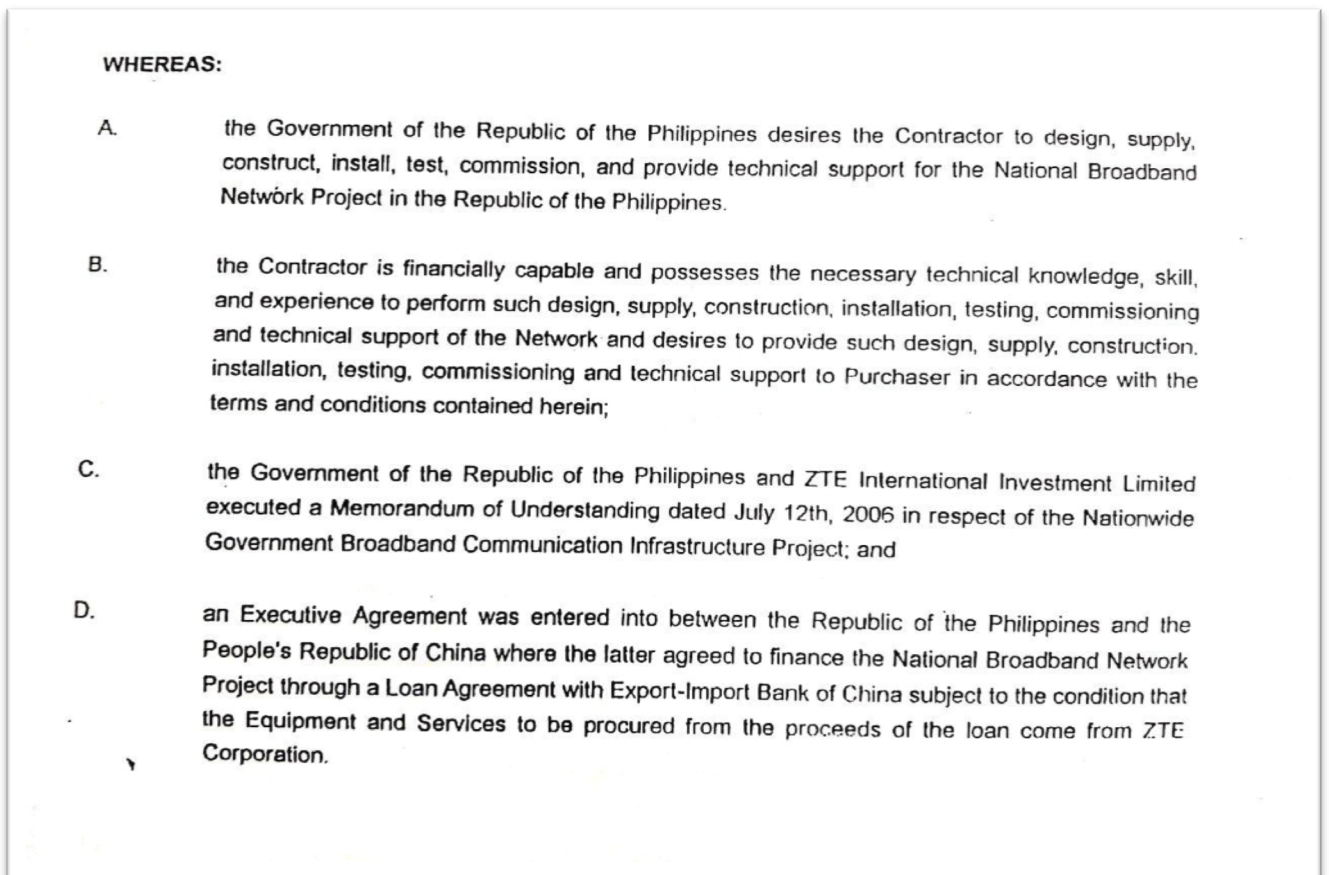 WHEREAS:
A. the Government of the Republic of the Philippines desires the Contractor to design, supply,
construct, install, test, commission, and provide technical support for the National Broadband
Network Project in the Republic of the Philippines.
B. the Contractor is financially capable and possesses the necessary technical knowledge, skill,
and experience to perform such design, supply, construction, installation, testing, commissioning
and technical support of the Network and desires to provide such design, supply, construction,
installation, testing, commissioning and technical support to Purchaser in accordance with the
terms and conditions contained herein;
C. the Government of the Republic of the Philippines and ZTE International Investment Limited
executed a Memorandum of Understanding dated July 12th, 2006 in respect of the Nationwide
Government Broadband Communication Infrastructure Project; and
D. an Executive Agreement was entered into between the Republic of the Philippines and the
People's Republic of China where the latter agreed to finance the National Broadband Network
Project through a Loan Agreement with Export-Import Bank of China subject to the condition that
the Equipment and Services to be procured from the proceeds of the loan come from ZTE
Corporation.